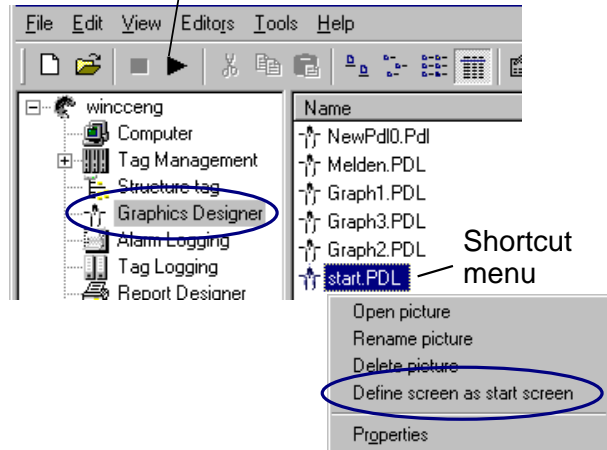 File Edit View Editors Tools Help
wincceng
Computer
Tag Management
Structure tag
Graphics Designer
Alarm Logging
Tag Logging
Report Designer
Name
NewPdl0.Pdl
Melden.PDL
Graph1.PDL
Graph3.PDL
Graph2.PDL
start.PDL
Shortcut
menu
Open picture
Rename picture
Delete picture
Define screen as start screen
Properties